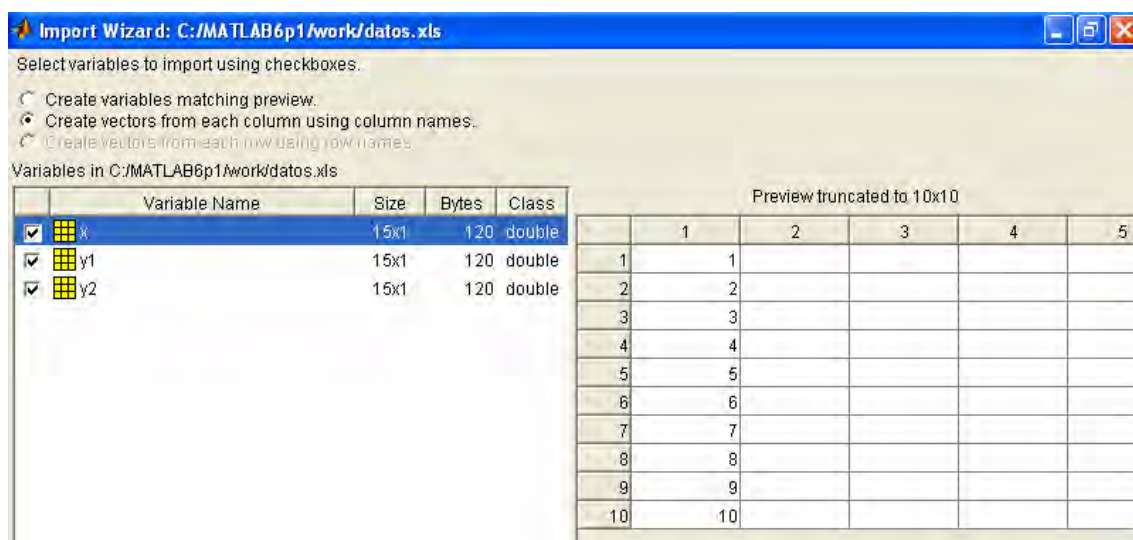 Import Wizard: C:/MATLAB6p1/work/datos.xls
Select variables to import using checkboxes.
Create variables matching preview.
Create vectors from each column using column names.
Create vectors from each row using row names.
Variables in C:/MATLAB6p1/work/datos.xls
Variable Name Size Bytes Class
x 15x1 120 double
y1 15x1 120 double
y2 15x1 120 double
Preview truncated to 10x10
1 2 3 4 5
1 1
2 2
3 3
4 4
5 5
6 6
7 7
8 8
9 9
10 10